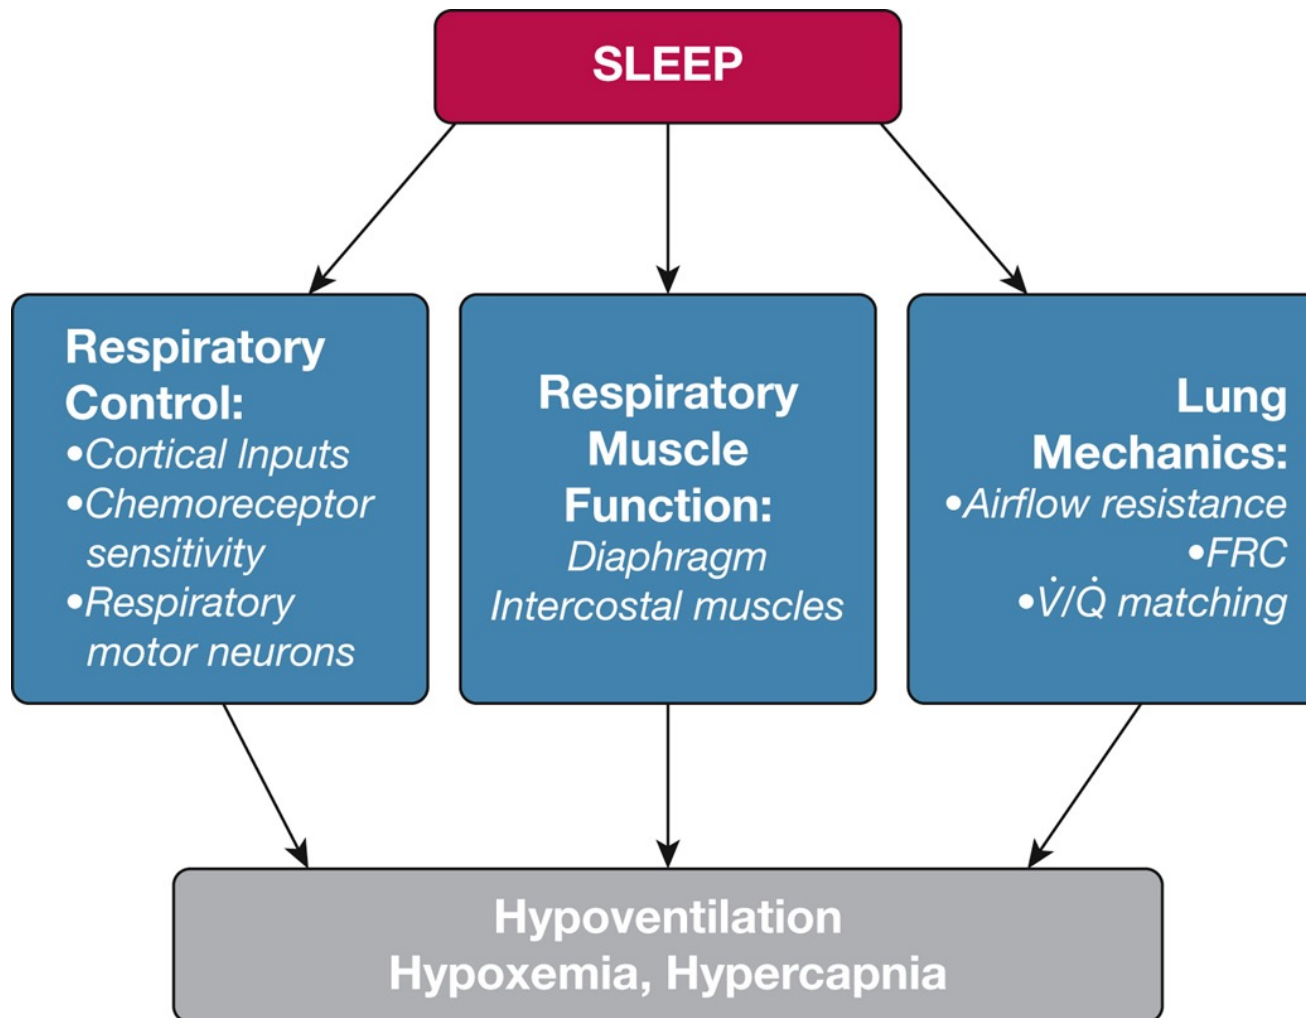 SLEEP
Respiratory
Control:
•Cortical Inputs
•Chemoreceptor
sensitivity
•Respiratory
motor neurons
Respiratory
Muscle
Function:
Diaphragm
Intercostal muscles
Lung
Mechanics:
•Airflow resistance
•FRC
•V̇/Q̇ matching
Hypoventilation
Hypoxemia, Hypercapnia